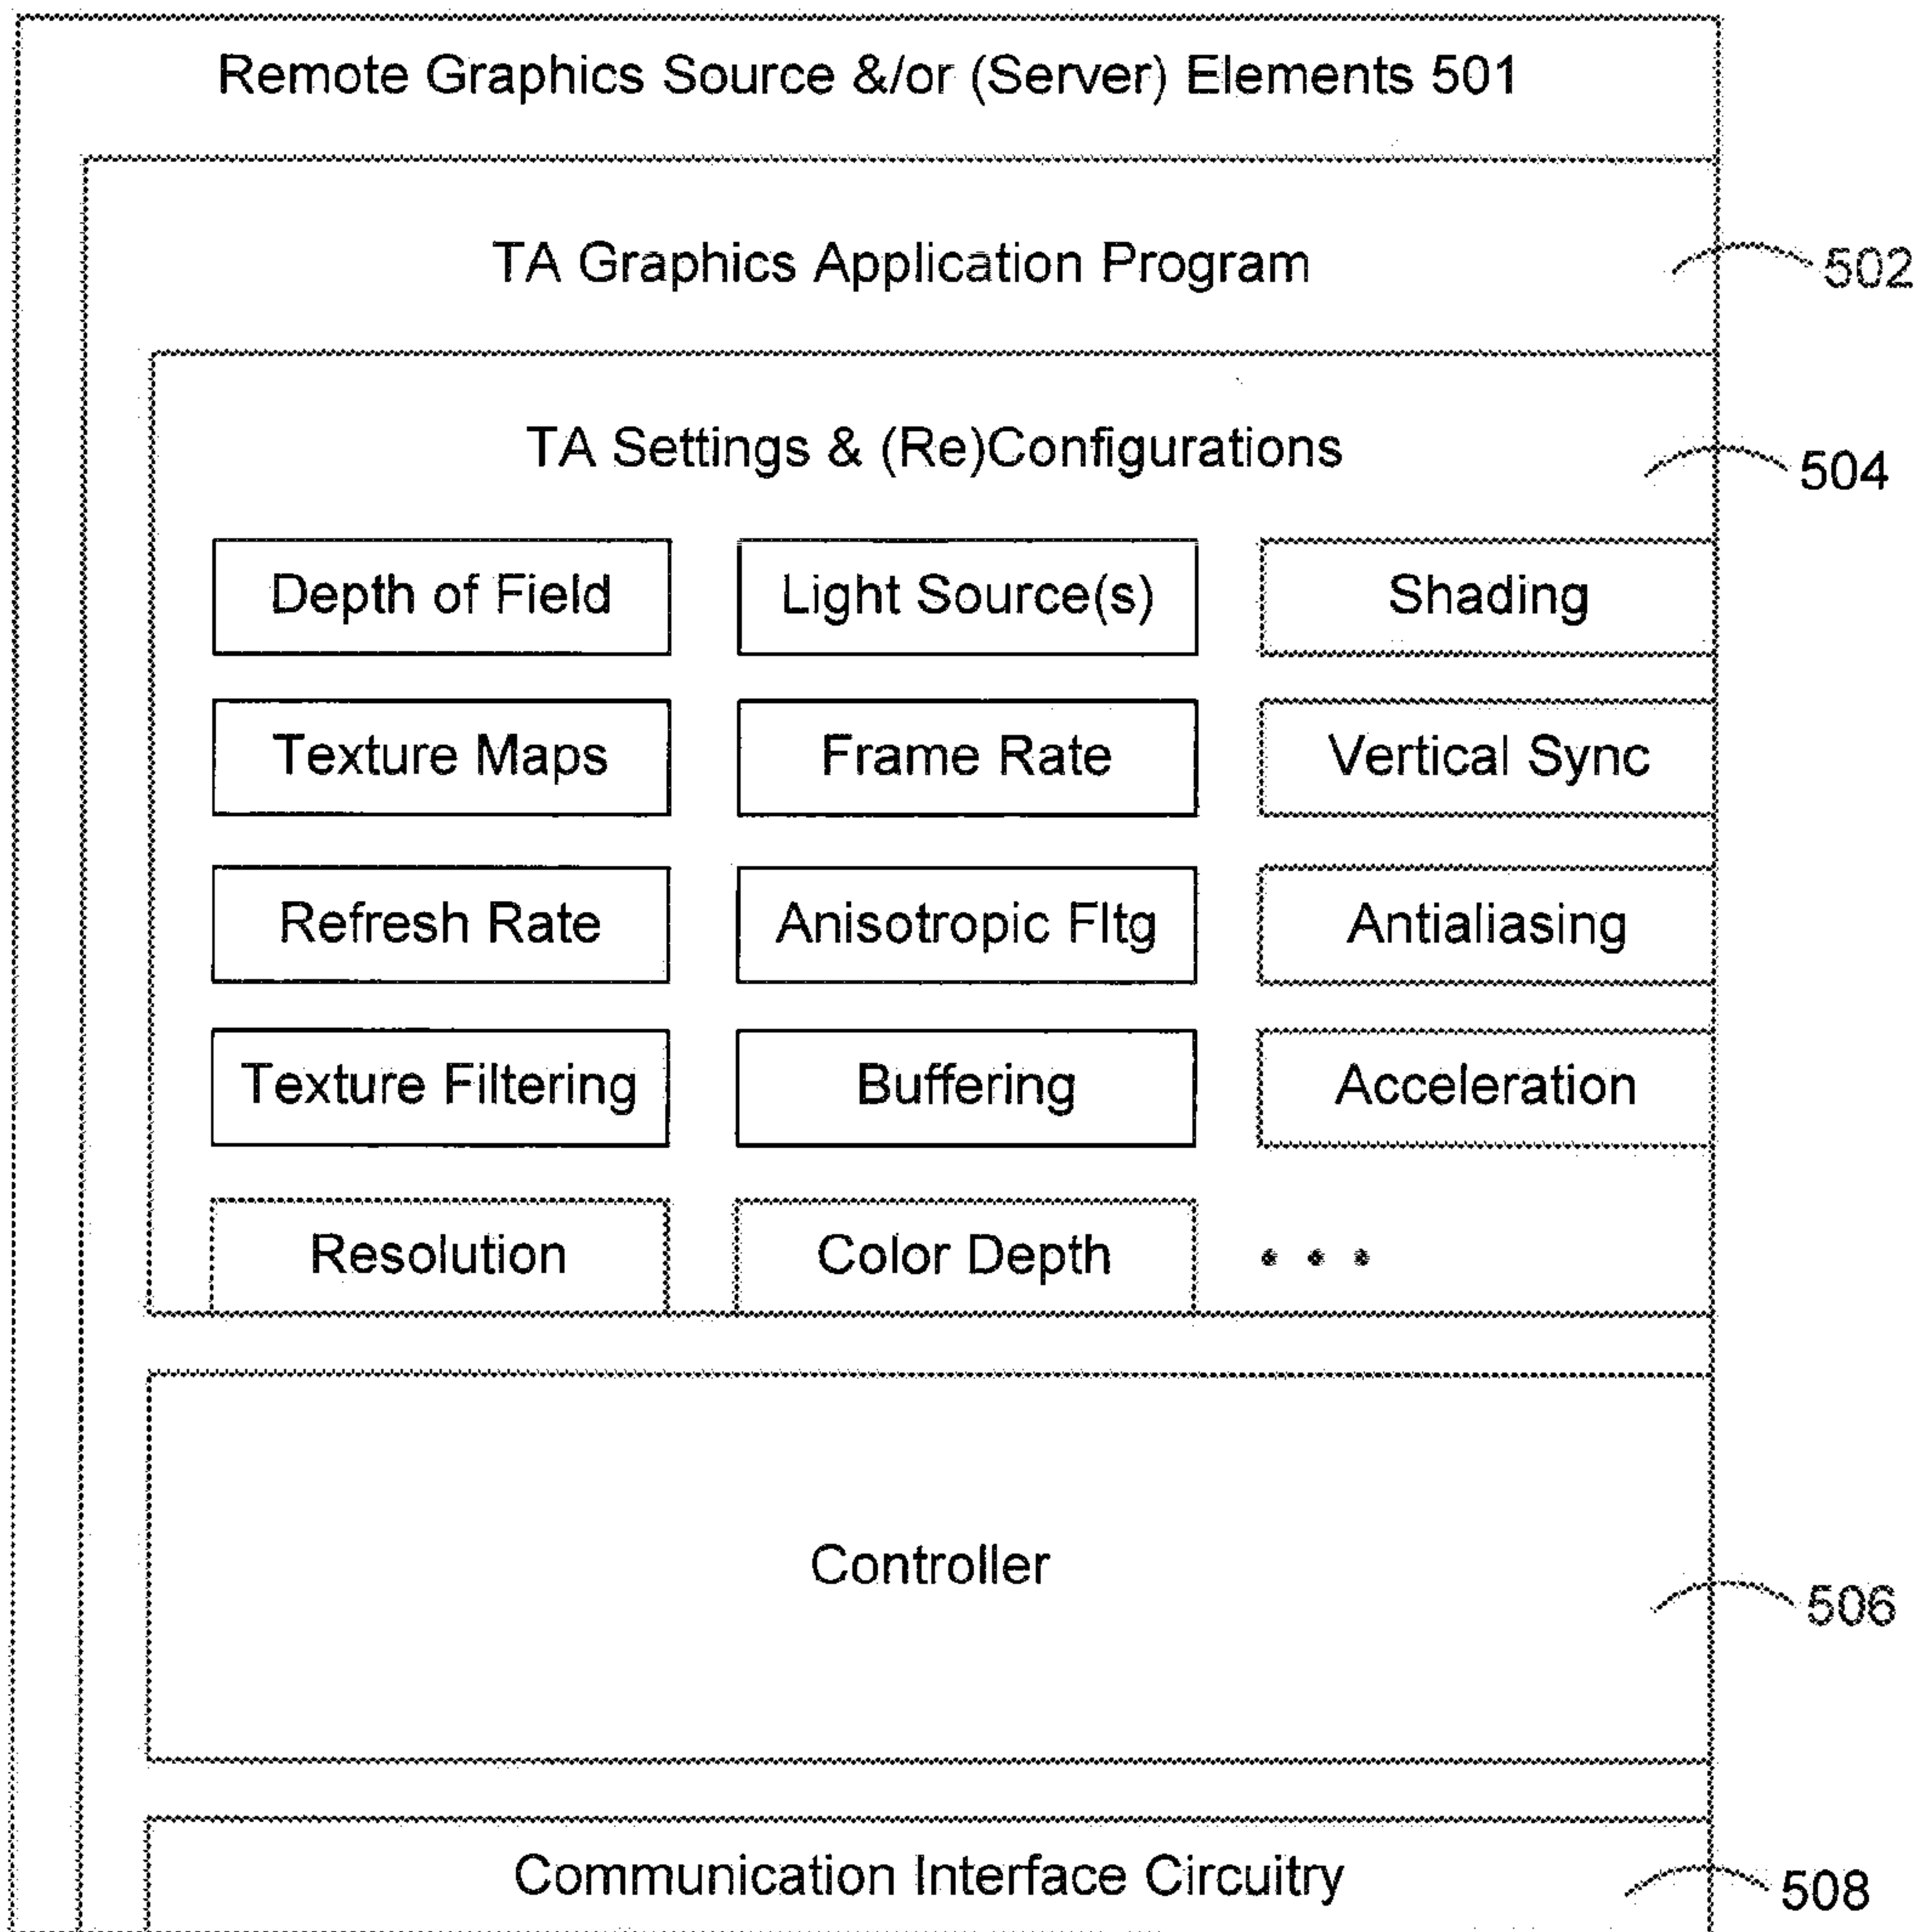 Remote Graphics Source &/or (Server) Elements 501
TA Graphics Application Program
502
TA Settings & (Re)Configurations
504
Depth of Field
Light Source(s)
Shading
Texture Maps
Frame Rate
Vertical Sync
Refresh Rate
Anisotropic Fltg
Antialiasing
Texture Filtering
Buffering
Acceleration
Resolution
Color Depth
• • •
Controller
506
Communication Interface Circuitry
508